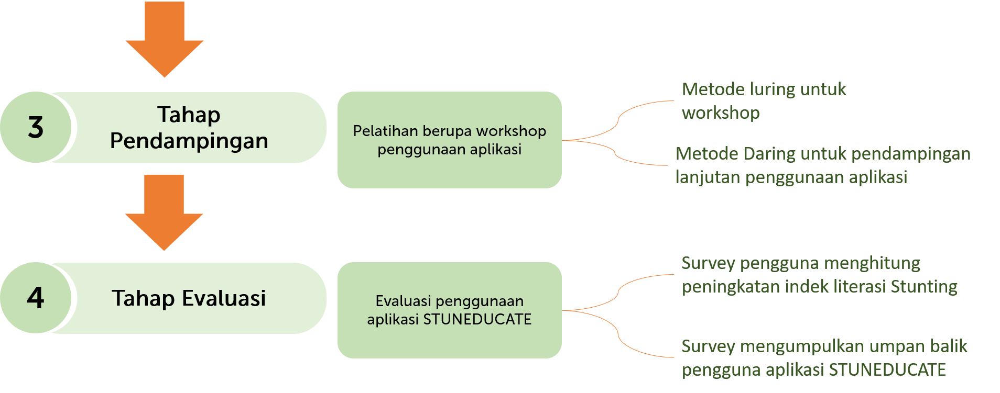 3
Tahap
Pendampingan
Pelatihan berupa workshop
penggunaan aplikasi
Metode luring untuk
workshop
Metode Daring untuk pendampingan
lanjutan penggunaan aplikasi
4
Tahap Evaluasi
Evaluasi penggunaan
aplikasi STUNEDUCATE
Survey pengguna menghitung
peningkatan indek literasi Stunting
Survey mengumpulkan umpan balik
pengguna aplikasi STUNEDUCATE